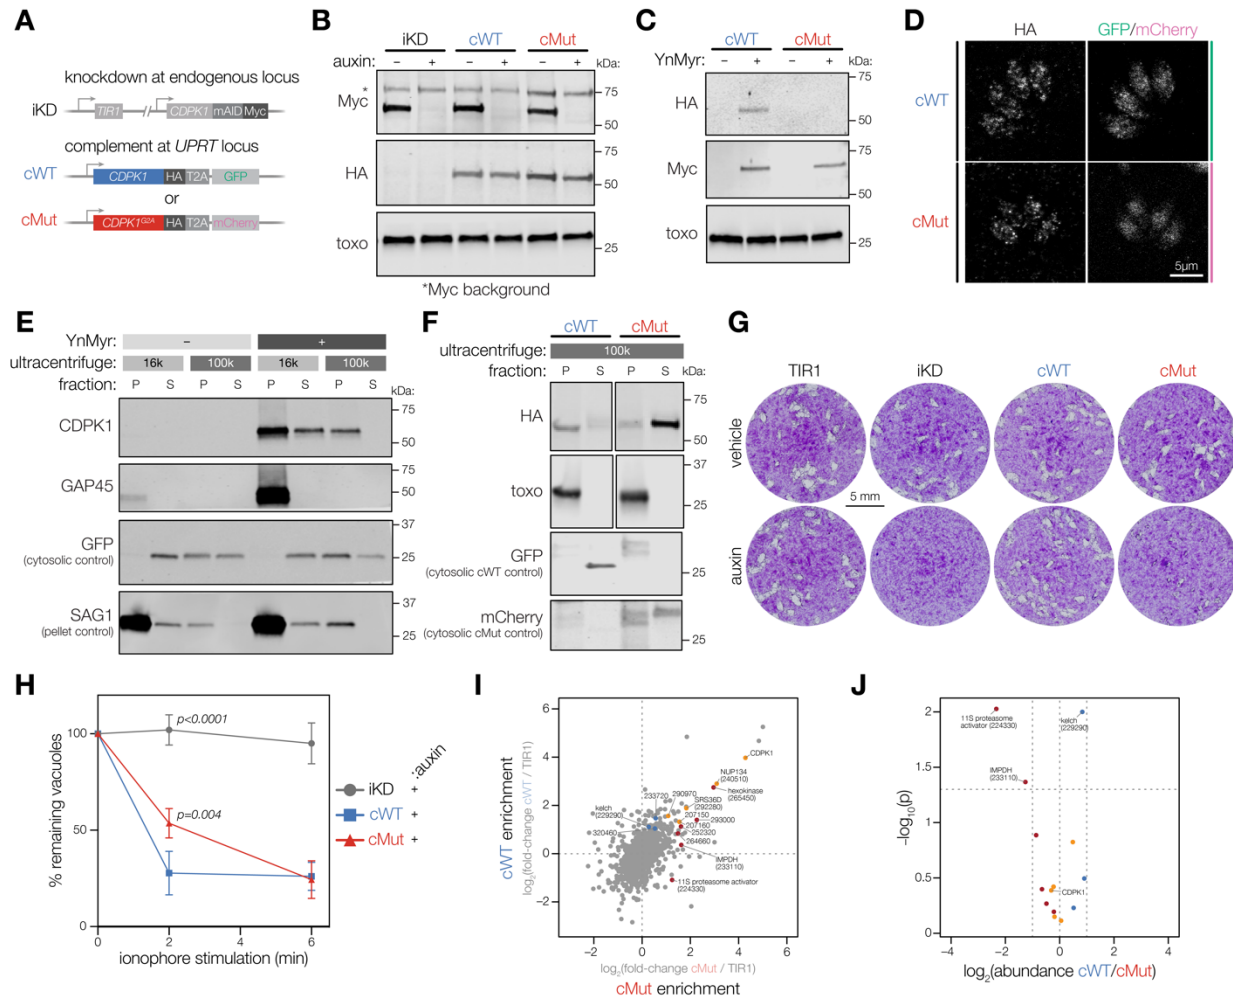 A
knockdown at endogenous locus
iKD
TIR1
CDPK1 mAID Myc
complement at UPRT locus
cWT
CDPK1 HA T2A GFP
or
cMut
CDPK1G2A HA T2A mCherry
B
iKD cWT cMut
auxin: – + – + – + kDa:
Myc
*
75
50
HA
75
50
toxo
25
*Myc background
C
cWT cMut
YnMyr: – + – + kDa:
HA
75
50
Myc
75
50
toxo
25
D
HA GFP/mCherry
cWT
cMut
5μm
E
YnMyr: – +
ultracentrifuge: 16k 100k 16k 100k
fraction: P S P S P S P S kDa:
CDPK1
75
50
GAP45
50
GFP
(cytosolic control)
37
25
SAG1
(pellet control)
37
25
F
cWT cMut
ultracentrifuge: 100k
fraction: P S P S kDa:
HA
75
50
toxo
37
25
GFP
(cytosolic cWT control)
25
mCherry
(cytosolic cMut control)
25
G
TIR1 iKD cWT cMut
vehicle
5 mm
auxin
H
% remaining vacuoles
100
50
0
0 2 6
ionophore stimulation (min)
p<0.0001
p=0.004
:auxin
iKD +
cWT +
cMut +
I
cWT enrichment
log2(fold-change cWT / TIR1)
6
4
2
0
−2
−2 0 2 4 6
log2(fold-change cMut / TIR1)
cMut enrichment
CDPK1
NUP134
(240510)
hexokinase
(265450)
233720
290970
SRS36D
(292280)
kelch
(229290)
207150
293000
207160
320460
252320
264660
IMPDH
(233110)
11S proteasome
activator (224330)
J
−log10(p)
2
1.5
1
0.5
0
−4 −2 0 2 4
log2(abundance cWT/cMut)
11S proteasome
activator (224330)
kelch
(229290)
IMPDH
(233110)
CDPK1